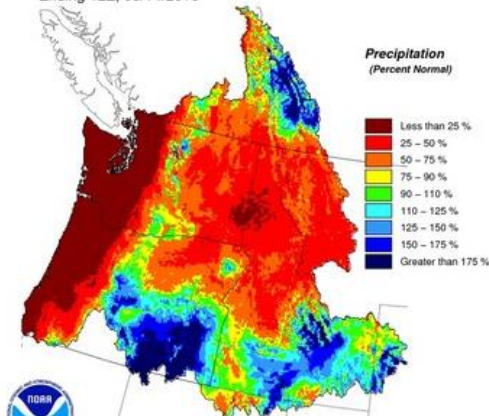 Ending
Precipitation
(Percent Normal)
Less than 25 %
25 – 50 %
50 – 75 %
75 – 90 %
90 – 110 %
110 – 125 %
125 – 150 %
150 – 175 %
Greater than 175 %
NOAA